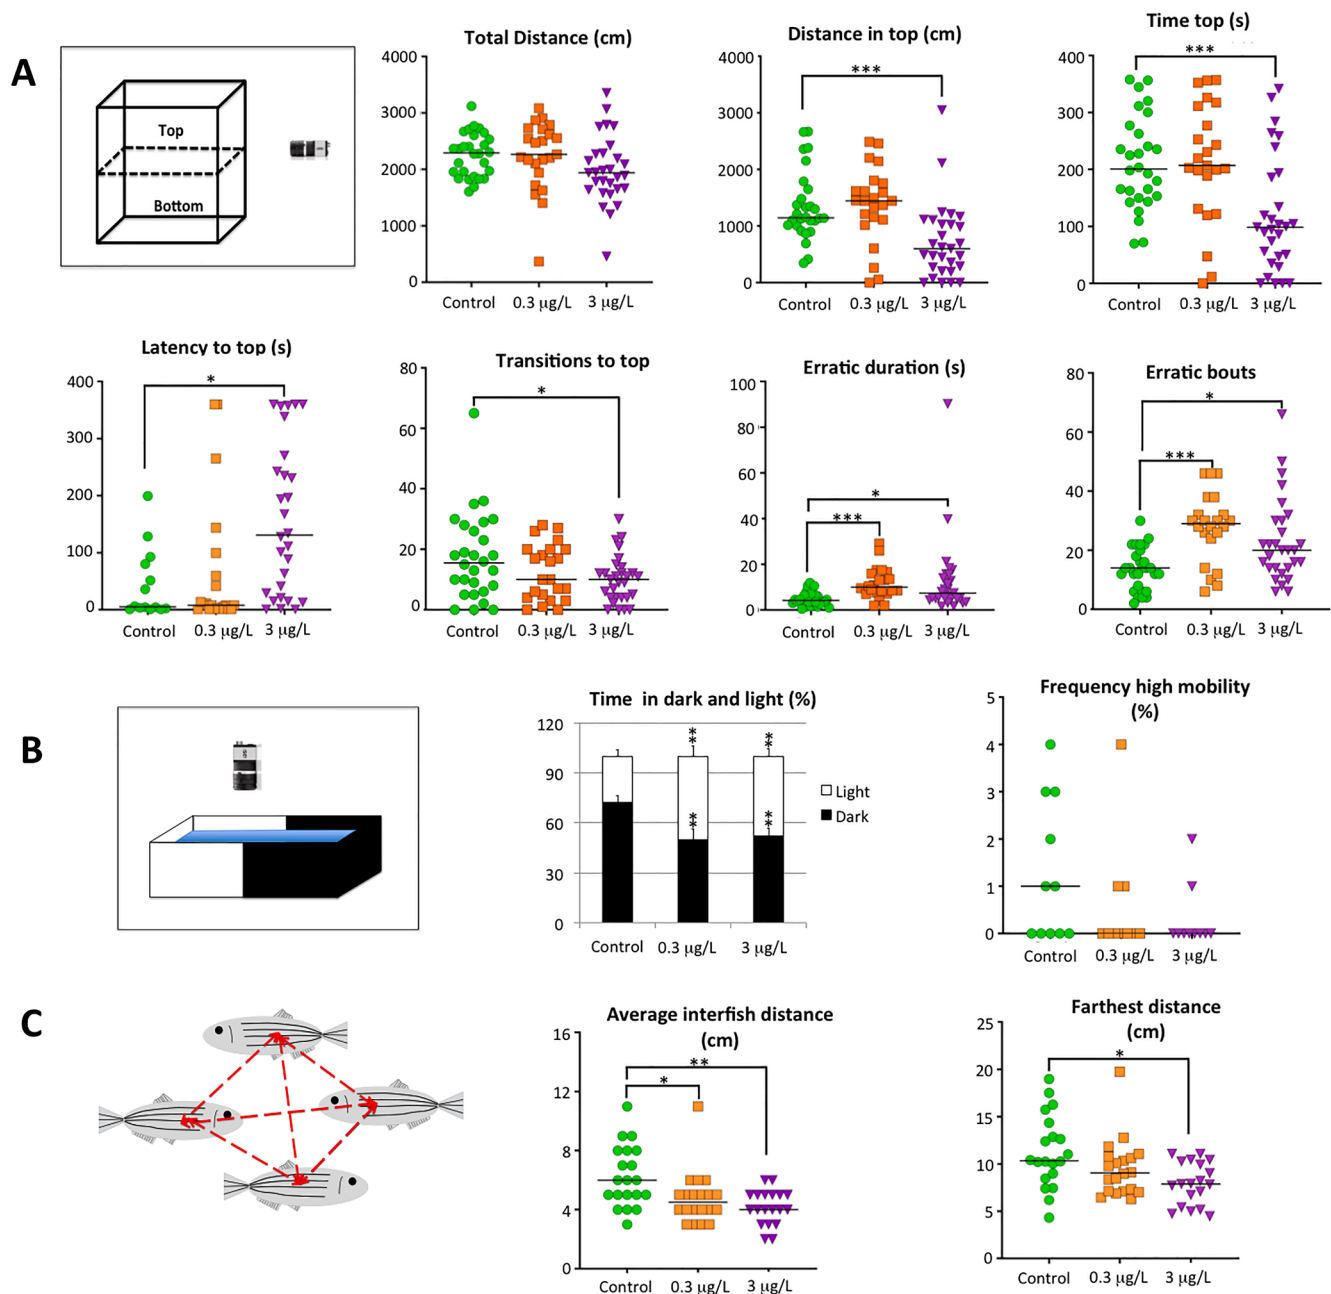 A
Top
Bottom
Total Distance (cm)
4000
3000
2000
1000
0
Control 0.3 µg/L 3 µg/L
Distance in top (cm)
***
4000
3000
2000
1000
0
Control 0.3 µg/L 3 µg/L
Time top (s)
***
400
300
200
100
0
Control 0.3 µg/L 3 µg/L
Latency to top (s)
*
400
300
200
100
0
Control 0.3 µg/L 3 µg/L
Transitions to top
*
80
60
40
20
0
Control 0.3 µg/L 3 µg/L
Erratic duration (s)
*
***
100
80
60
40
20
0
Control 0.3 µg/L 3 µg/L
Erratic bouts
*
***
80
60
40
20
0
Control 0.3 µg/L 3 µg/L
B
Time in dark and light (%)
120
90
60
30
0
** **
** **
Light
Dark
Control 0.3 µg/L 3 µg/L
Frequency high mobility
(%)
5
4
3
2
1
0
Control 0.3 µg/L 3 µg/L
C
Average interfish distance
(cm)
**
*
16
12
8
4
0
Control 0.3 µg/L 3 µg/L
Farthest distance
(cm)
*
25
20
15
10
5
0
Control 0.3 µg/L 3 µg/L